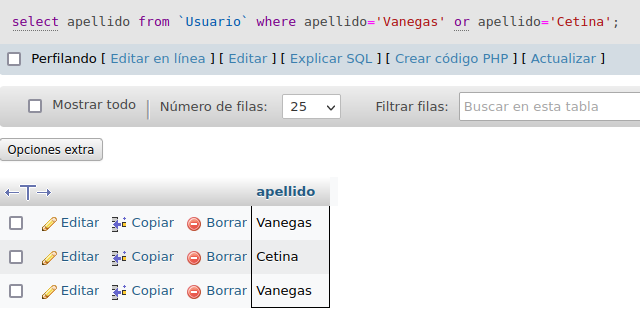 select apellido from `Usuario` where apellido='Vanegas' or apellido='Cetina';
Perfilando [ Editar en línea ] [ Editar ] [ Explicar SQL ] [ Crear código PHP ] [ Actualizar ]
Mostrar todo Número de filas: 25 Filtrar filas: Buscar en esta tabla
Opciones extra
←T→ apellido
Editar Copiar Borrar Vanegas
Editar Copiar Borrar Cetina
Editar Copiar Borrar Vanegas